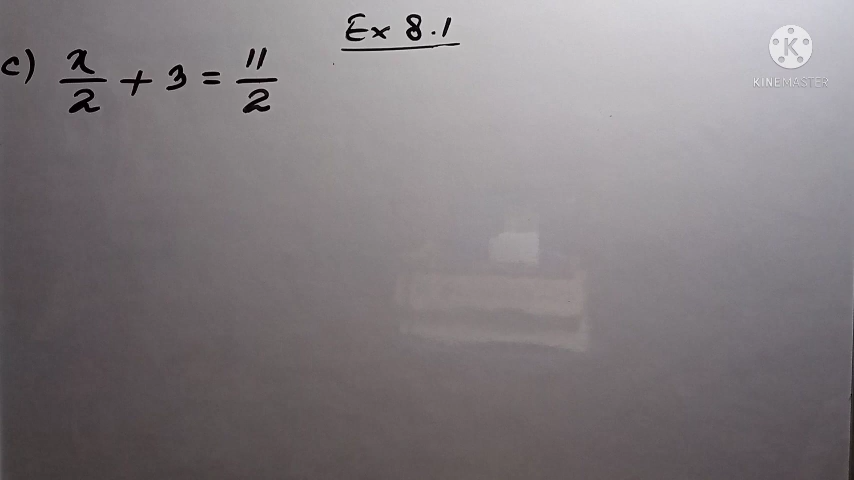 Ex 8.1
c) x/2 + 3 = 11/2
KINEMASTER